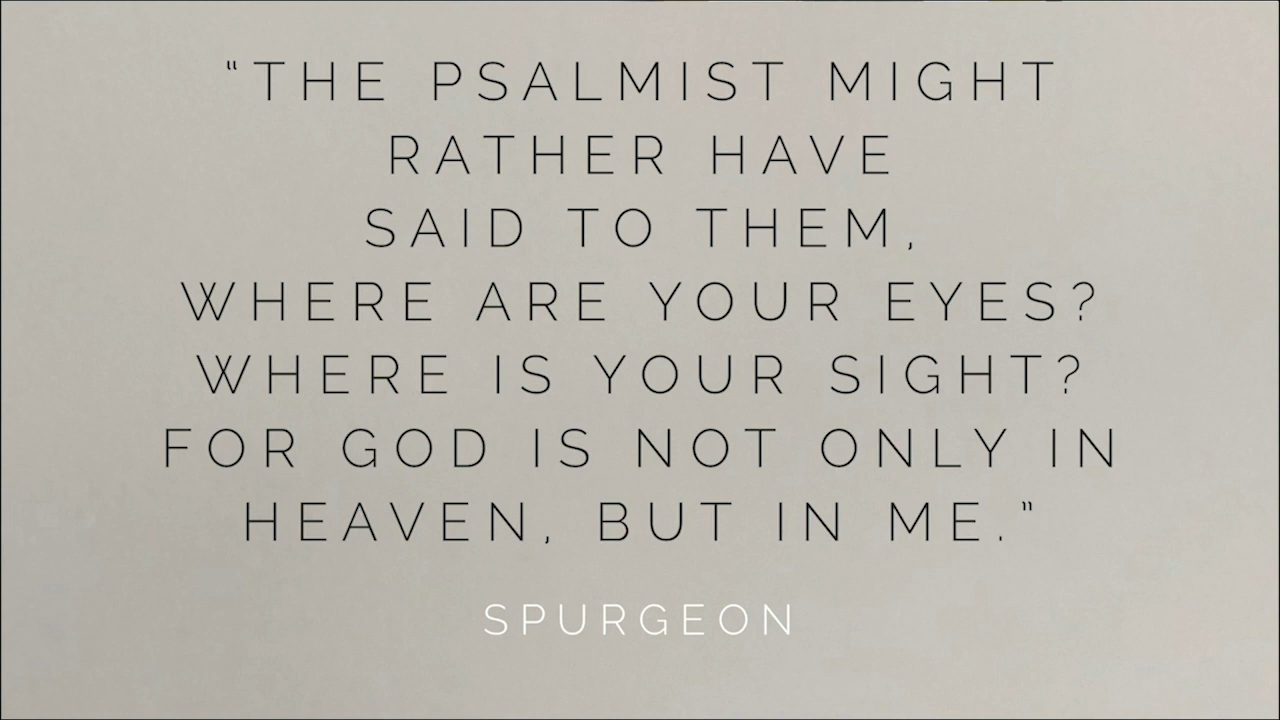 “THE PSALMIST MIGHT
RATHER HAVE
SAID TO THEM,
WHERE ARE YOUR EYES?
WHERE IS YOUR SIGHT?
FOR GOD IS NOT ONLY IN
HEAVEN, BUT IN ME.”
SPURGEON